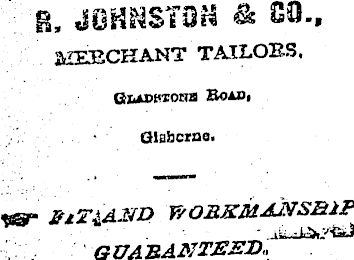 R. JOHNSTON & CO.,
MERCHANT TAILORS,
GLADSTONE ROAD,
Gisborne.
☞ FIT AND WORKMANSHIP
GUARANTEED.